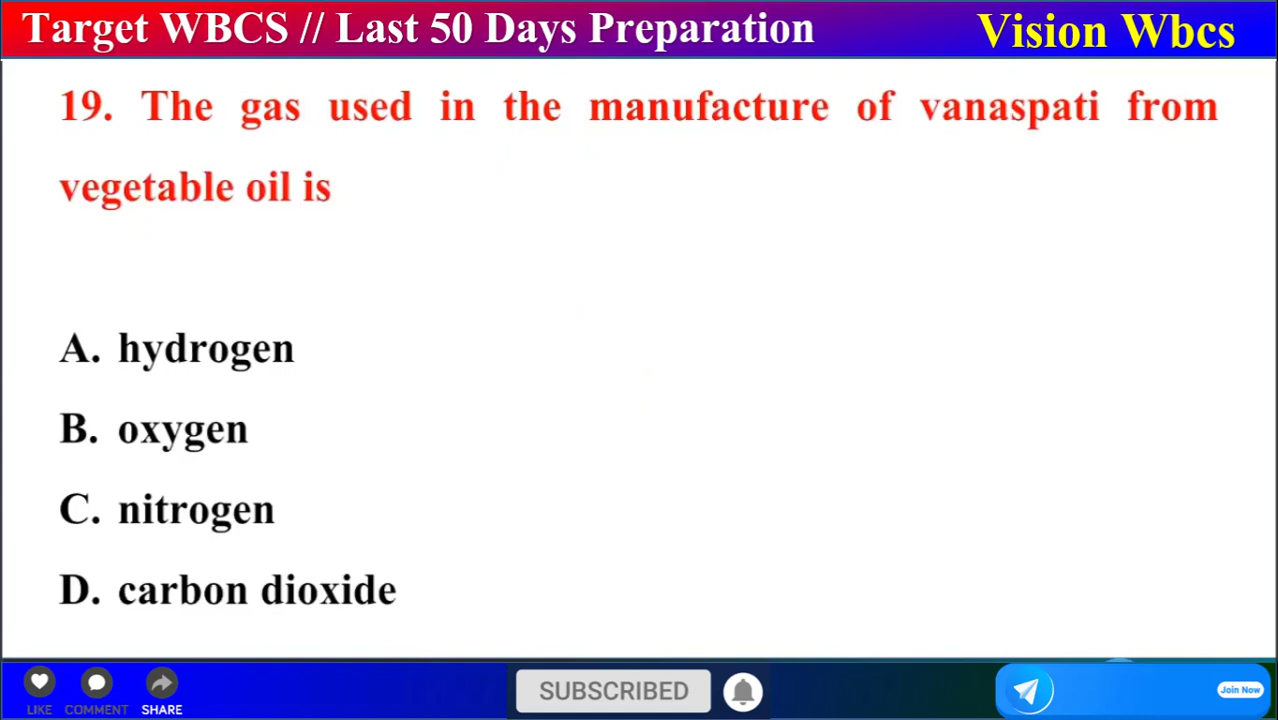 Target WBCS // Last 50 Days Preparation
Vision Wbcs
19. The gas used in the manufacture of vanaspati from
vegetable oil is
A. hydrogen
B. oxygen
C. nitrogen
D. carbon dioxide
LIKE COMMENT SHARE
SUBSCRIBED
Join Now